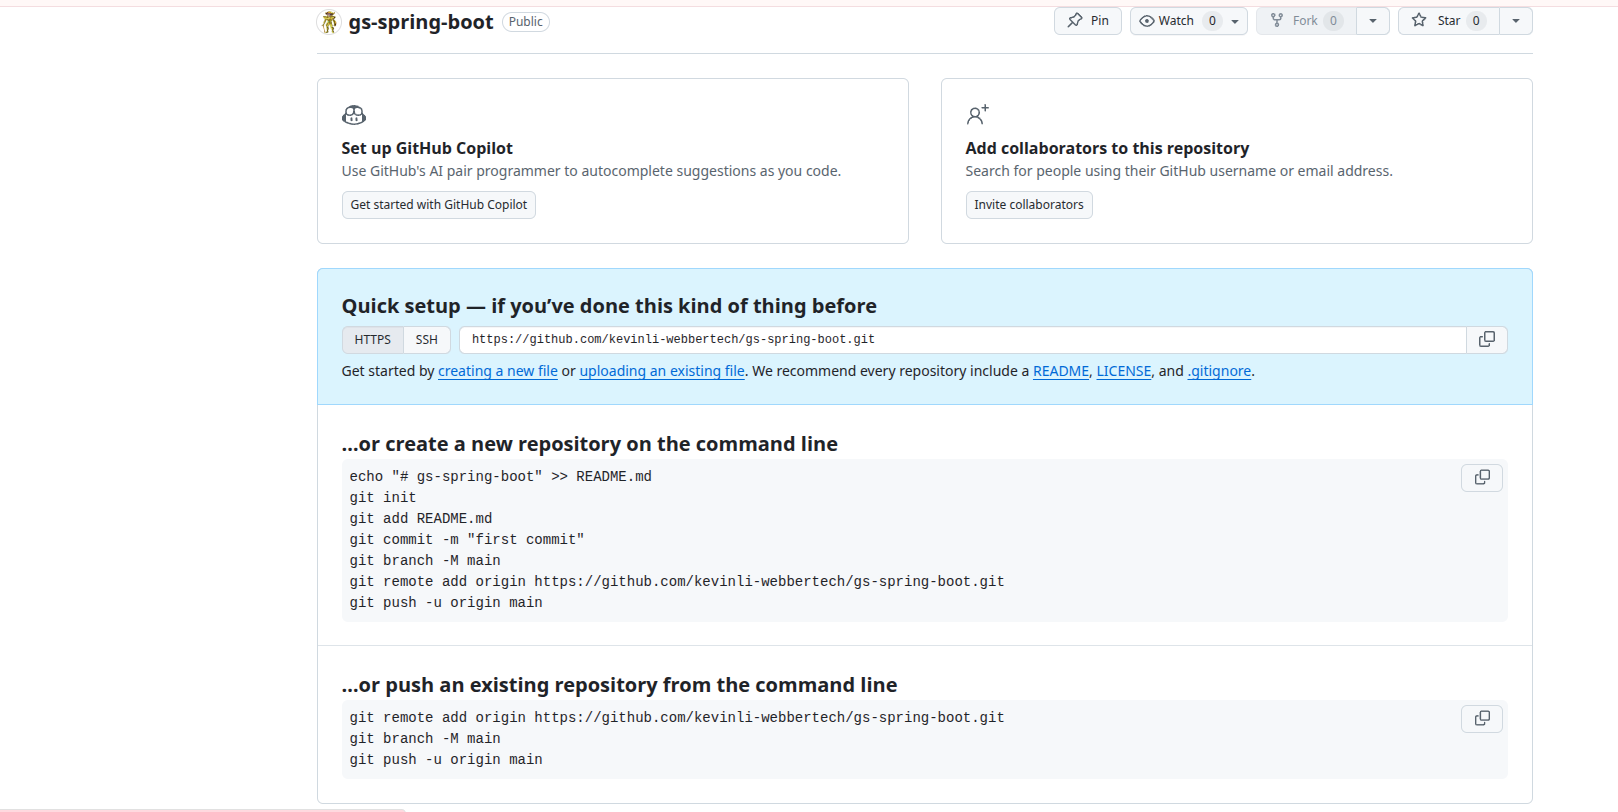 gs-spring-boot Public Pin Watch 0 Fork 0 Star 0
Set up GitHub Copilot
Use GitHub's AI pair programmer to autocomplete suggestions as you code.
Get started with GitHub Copilot
Add collaborators to this repository
Search for people using their GitHub username or email address.
Invite collaborators
Quick setup — if you’ve done this kind of thing before
HTTPS SSH https://github.com/kevinli-webbertech/gs-spring-boot.git
Get started by creating a new file or uploading an existing file. We recommend every repository include a README, LICENSE, and .gitignore.
…or create a new repository on the command line
echo "# gs-spring-boot" >> README.md
git init
git add README.md
git commit -m "first commit"
git branch -M main
git remote add origin https://github.com/kevinli-webbertech/gs-spring-boot.git
git push -u origin main
…or push an existing repository from the command line
git remote add origin https://github.com/kevinli-webbertech/gs-spring-boot.git
git branch -M main
git push -u origin main